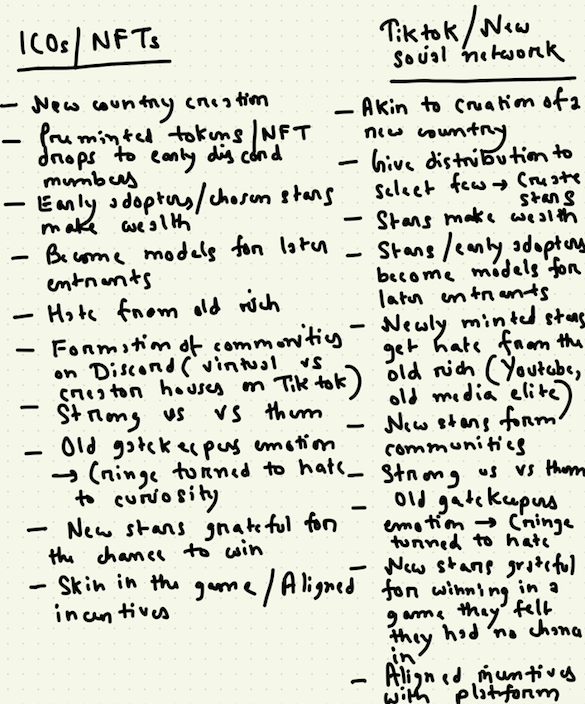 ICOs/NFTs
- New country creation
- Pre minted tokens/NFT
drops to early discord
members
- Early adopters/chosen stars
make wealth
- Become models for later
entrants
- Hate from old rich
- Formation of communities
on Discord (virtual vs
creator houses on Tik tok)
- Strong us vs them
- Old gatekeepers emotion
→ Cringe turned to hate
to curiosity
- New stars grateful for
the chance to win
- Skin in the game/Aligned
incentives
Tiktok/New
social network
- Akin to creation of a
new country
- Give distribution to
select few → Create
stars
- Stars make wealth
- Stars/early adopters
become models for
later entrants
- Newly minted stars
get hate from the
old rich (Youtube,
old media elite)
- New stars form
communities
- Strong us vs them
- Old gatekeepers
emotion → Cringe
turned to hate
- New stars grateful
for winning in a
game they felt
they had no chance
in
- Aligned incentives
with platform